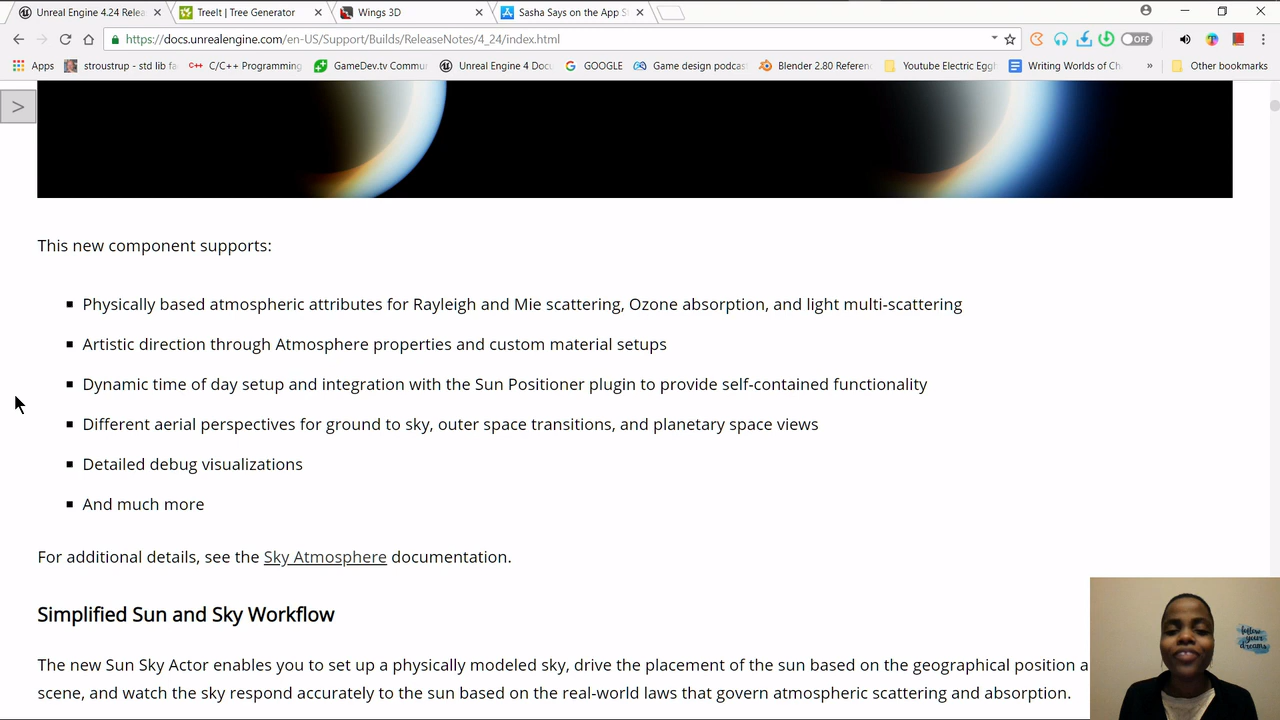 Unreal Engine 4.24 Relea
TreeIt | Tree Generator
Wings 3D
Sasha Says on the App S
https://docs.unrealengine.com/en-US/Support/Builds/ReleaseNotes/4_24/index.html
OFF
Apps
stroustrup - std lib fa
C/C++ Programming
GameDev.tv Commu
Unreal Engine 4 Docu
GOOGLE
Game design podcas
Blender 2.80 Referen
Youtube Electric Eggp
Writing Worlds of Ch
»
Other bookmarks
>
This new component supports:
Physically based atmospheric attributes for Rayleigh and Mie scattering, Ozone absorption, and light multi-scattering
Artistic direction through Atmosphere properties and custom material setups
Dynamic time of day setup and integration with the Sun Positioner plugin to provide self-contained functionality
Different aerial perspectives for ground to sky, outer space transitions, and planetary space views
Detailed debug visualizations
And much more
For additional details, see the Sky Atmosphere documentation.
Simplified Sun and Sky Workflow
The new Sun Sky Actor enables you to set up a physically modeled sky, drive the placement of the sun based on the geographical position a
scene, and watch the sky respond accurately to the sun based on the real-world laws that govern atmospheric scattering and absorption.
follow
your
dreams